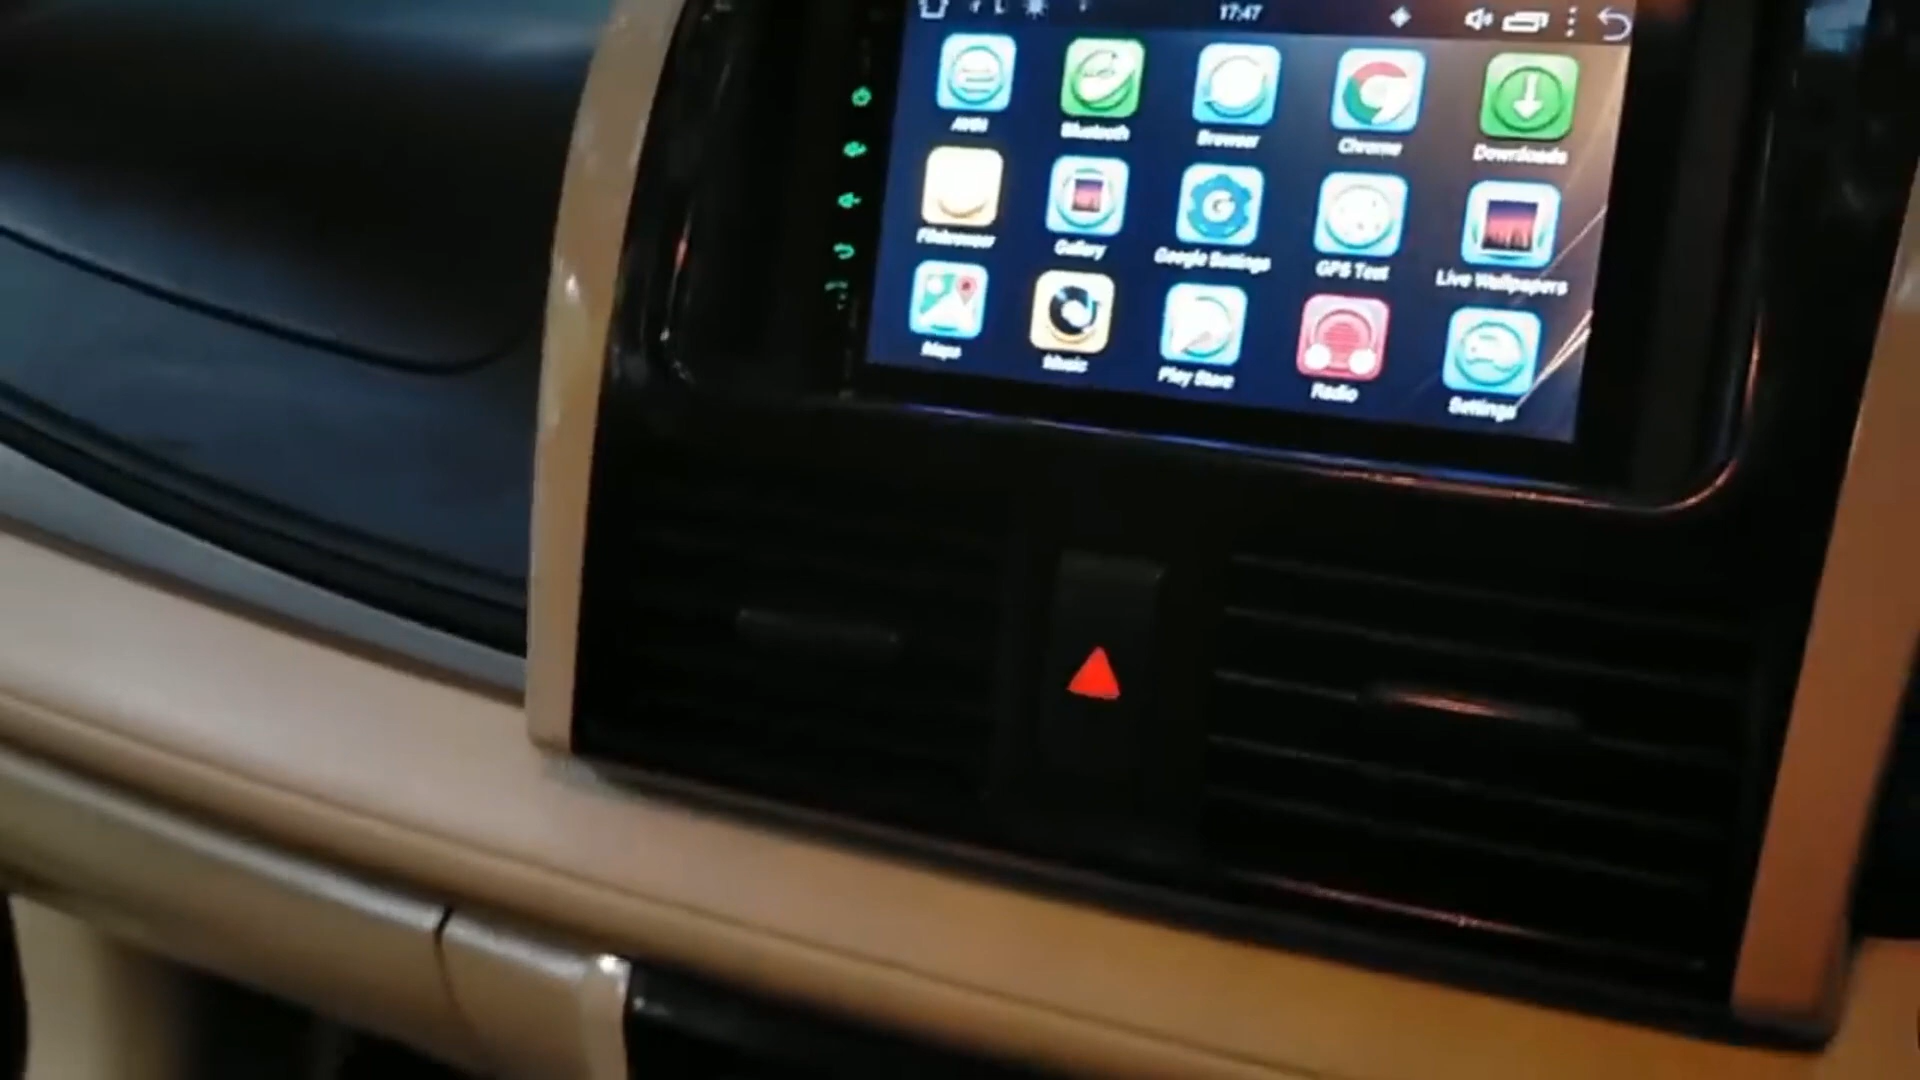 17:47
Bluetooth
Browser
Chrome
Downloads
Filebrowser
Gallery
Google Settings
GPS Test
Live Wallpapers
Maps
Music
Play Store
Radio
Settings